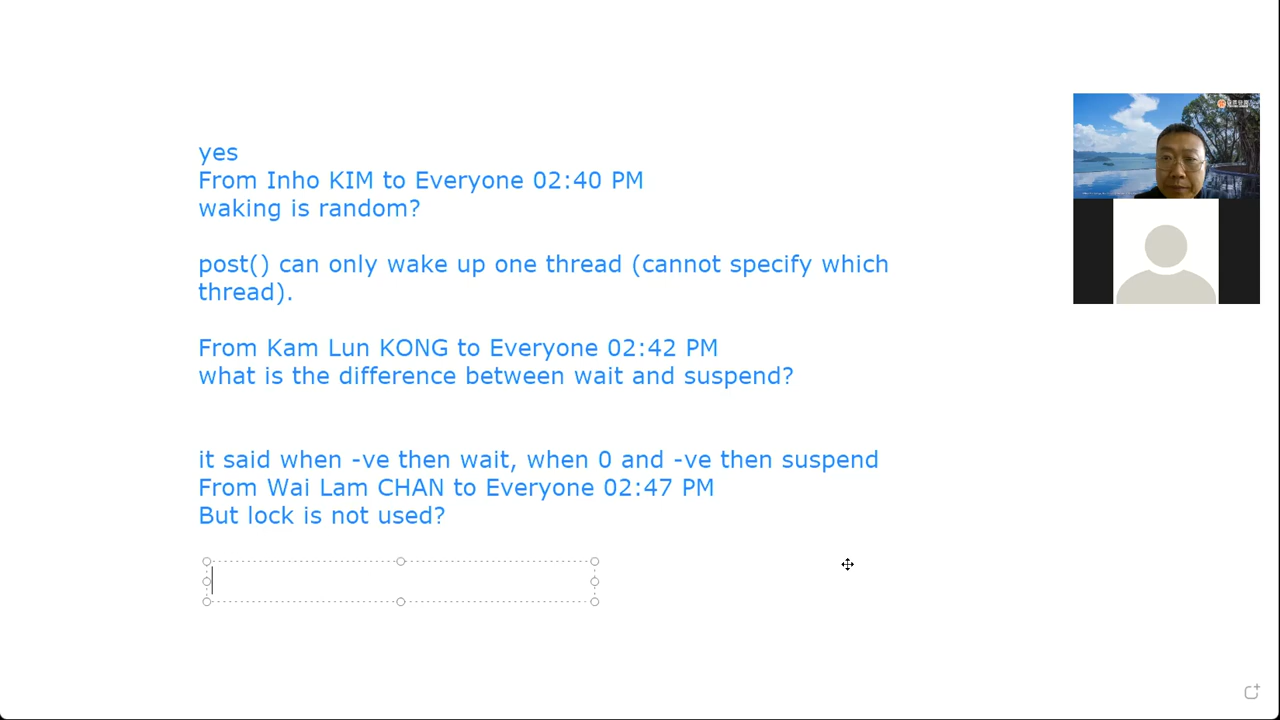 yes
From Inho KIM to Everyone 02:40 PM
waking is random?
post() can only wake up one thread (cannot specify which
thread).
From Kam Lun KONG to Everyone 02:42 PM
what is the difference between wait and suspend?
it said when -ve then wait, when 0 and -ve then suspend
From Wai Lam CHAN to Everyone 02:47 PM
But lock is not used?